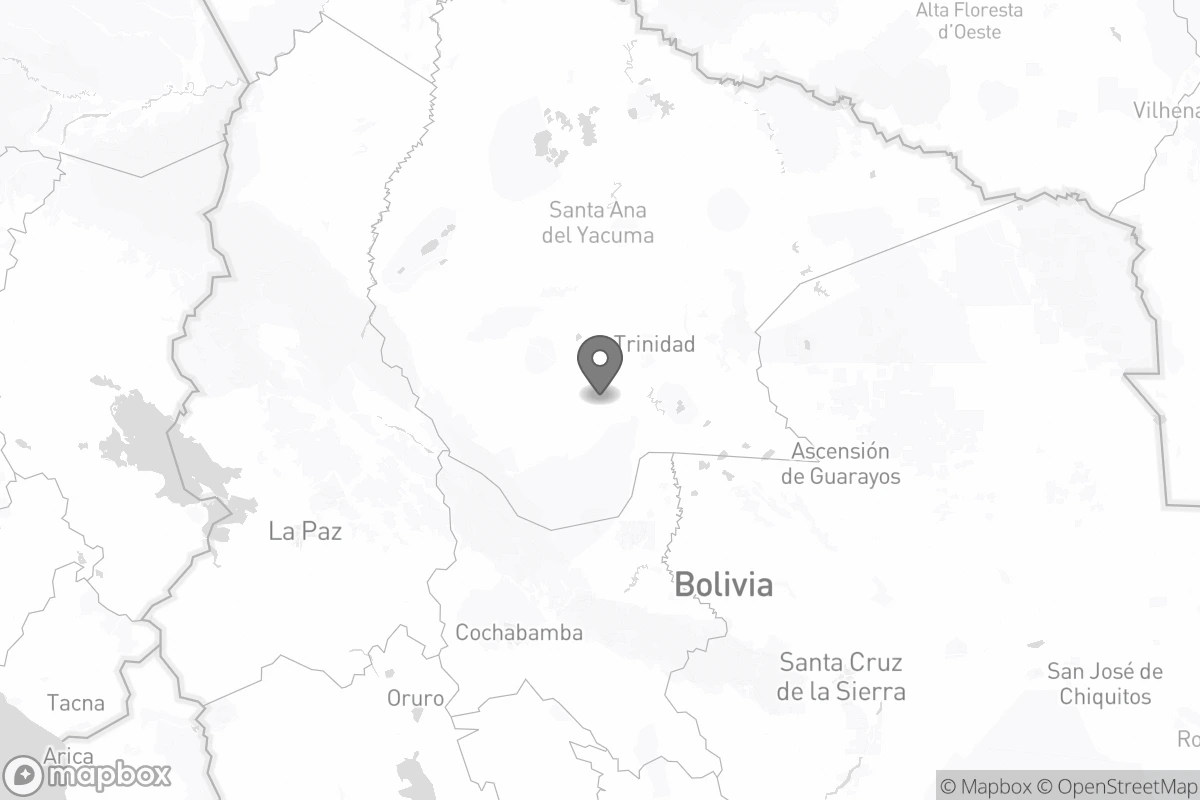 Alta Floresta
d'Oeste
Vilhena
Santa Ana
del Yacuma
Trinidad
Ascensión
de Guarayos
La Paz
Bolivia
Cochabamba
Santa Cruz
de la Sierra
San José de
Chiquitos
Oruro
Tacna
Ro
Arica
mapbox
© Mapbox © OpenStreetMap